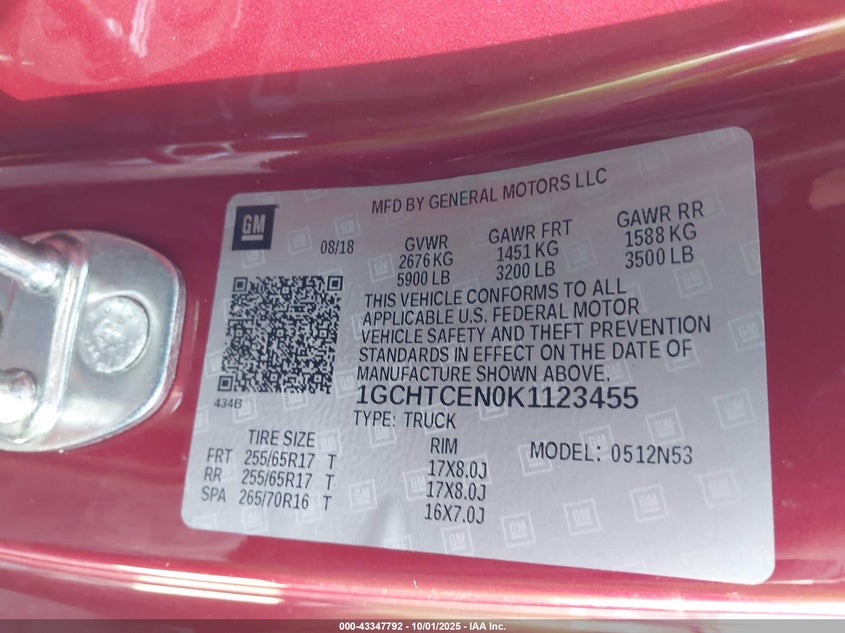 MFD BY GENERAL MOTORS LLC
GM
08/18
GVWR GAWR FRT GAWR RR
2676 KG 1451 KG 1588 KG
5900 LB 3200 LB 3500 LB
THIS VEHICLE CONFORMS TO ALL
APPLICABLE U.S. FEDERAL MOTOR
VEHICLE SAFETY AND THEFT PREVENTION
STANDARDS IN EFFECT ON THE DATE OF
MANUFACTURE SHOWN ABOVE.
434B
1GCHTCEN0K1123455
TYPE: TRUCK
TIRE SIZE RIM MODEL: 0512N53
FRT 255/65R17 T 17X8.0J
RR 255/65R17 T 17X8.0J
SPA 265/70R16 T 16X7.0J
000-43347792 - 10/01/2025 - IAA Inc.